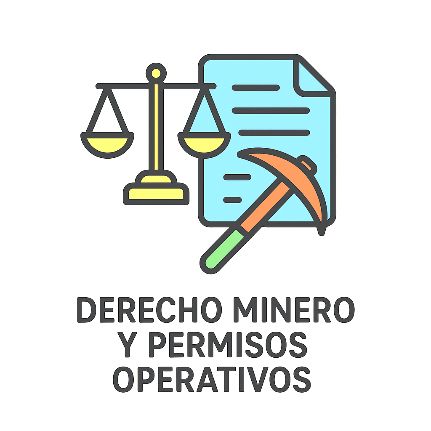 DERECHO MINERO
Y PERMISOS
OPERATIVOS